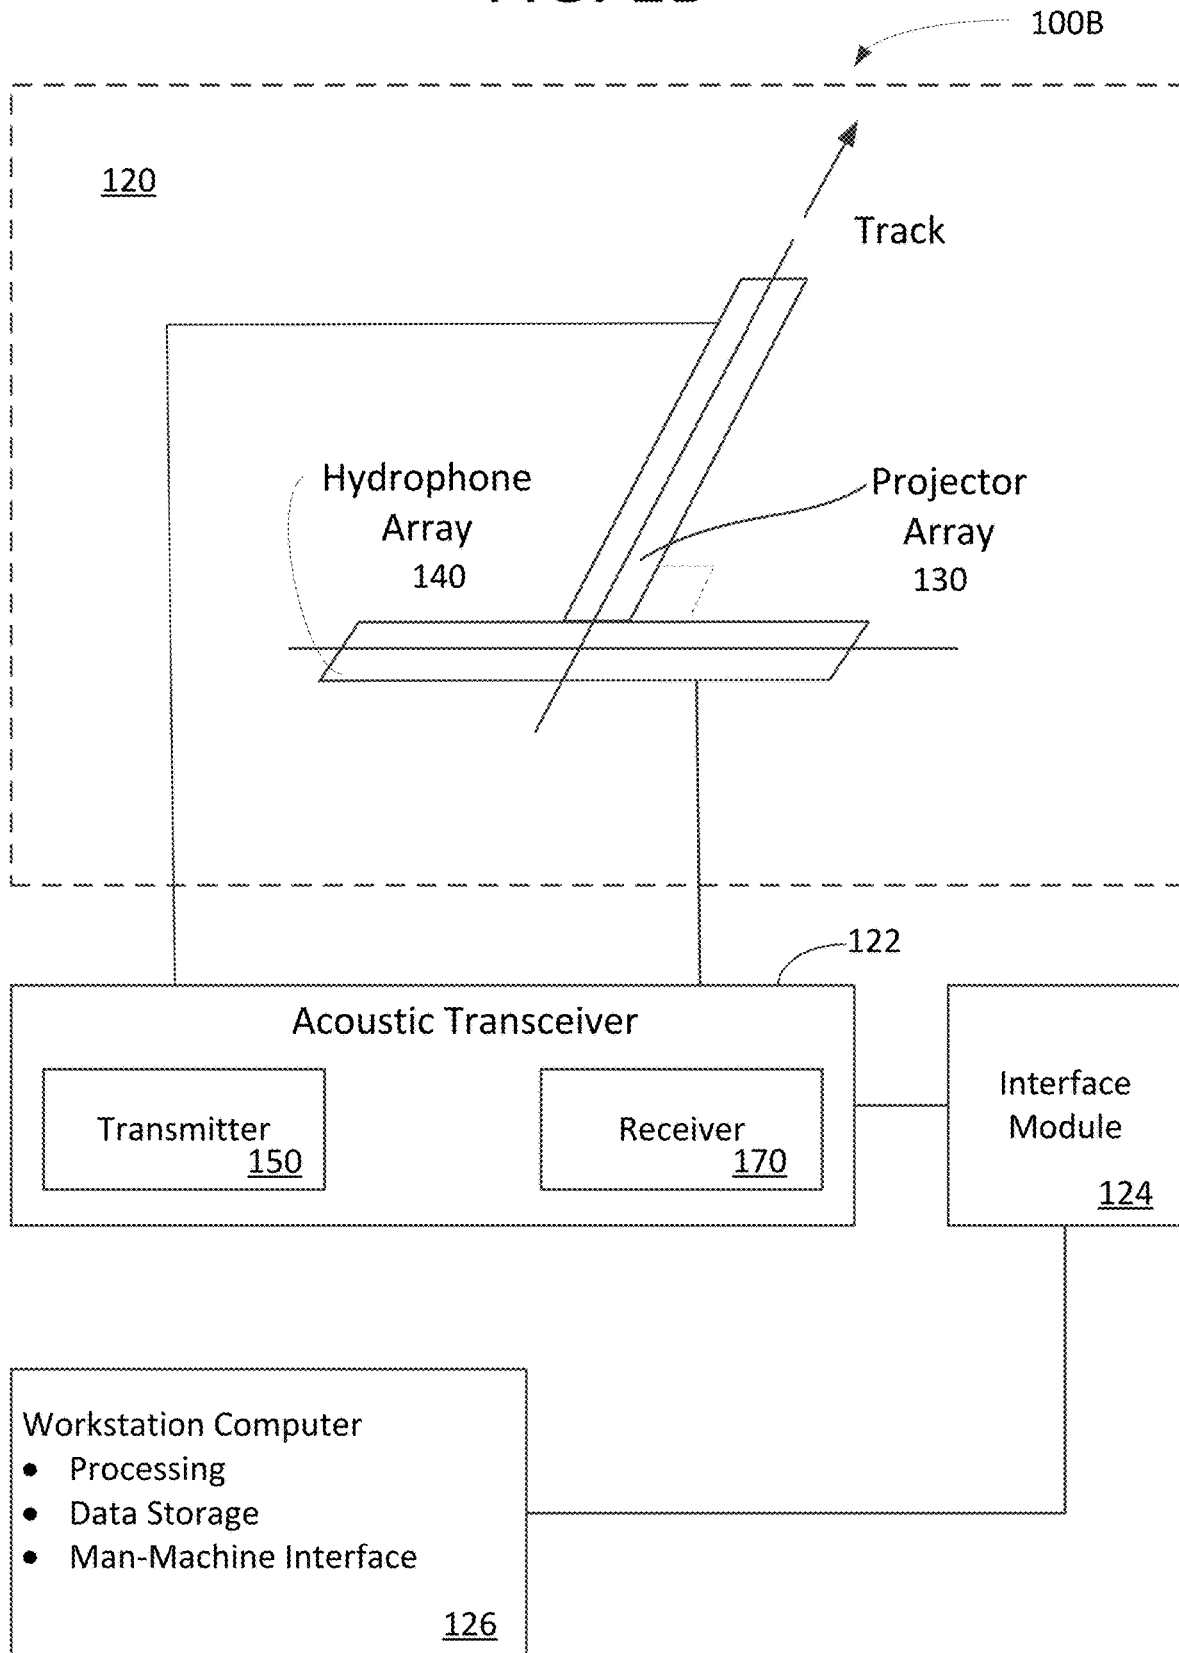 100B
120
Track
Hydrophone
Array
140
Projector
Array
130
122
Acoustic Transceiver
Transmitter
150
Receiver
170
Interface
Module
124
Workstation Computer
• Processing
• Data Storage
• Man-Machine Interface
126